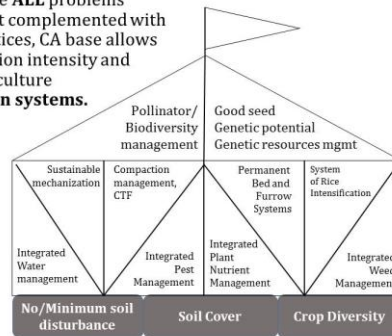 ALL problems
t complemented with
tices, CA base allows
ion intensity and
culture
n systems.
Pollinator/
Biodiversity
management
Good seed
Genetic potential
Genetic resources mgmt
Sustainable
mechanization
Compaction
management,
CTF
Permanent
Bed and
Furrow
Systems
System
of Rice
Intensification
Integrated
Water
management
Integrated
Pest
Management
Integrated
Plant
Nutrient
Management
Integrated
Weed
Management
No/Minimum soil
disturbance
Soil Cover
Crop Diversity